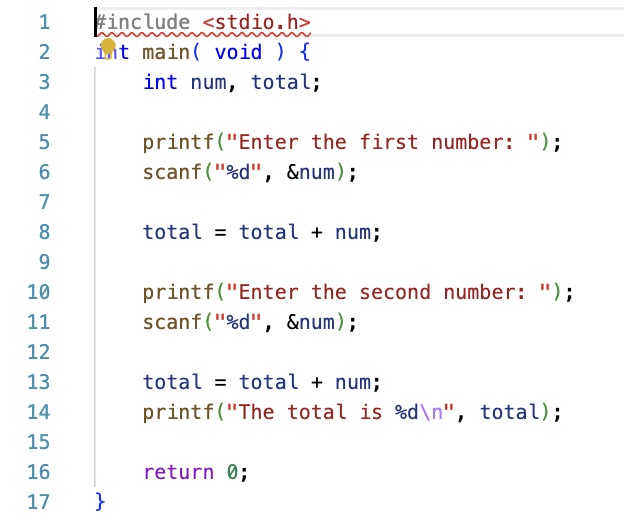 1 #include <stdio.h>
2 int main( void ) {
3 int num, total;
4
5 printf("Enter the first number: ");
6 scanf("%d", &num);
7
8 total = total + num;
9
10 printf("Enter the second number: ");
11 scanf("%d", &num);
12
13 total = total + num;
14 printf("The total is %d\n", total);
15
16 return 0;
17 }